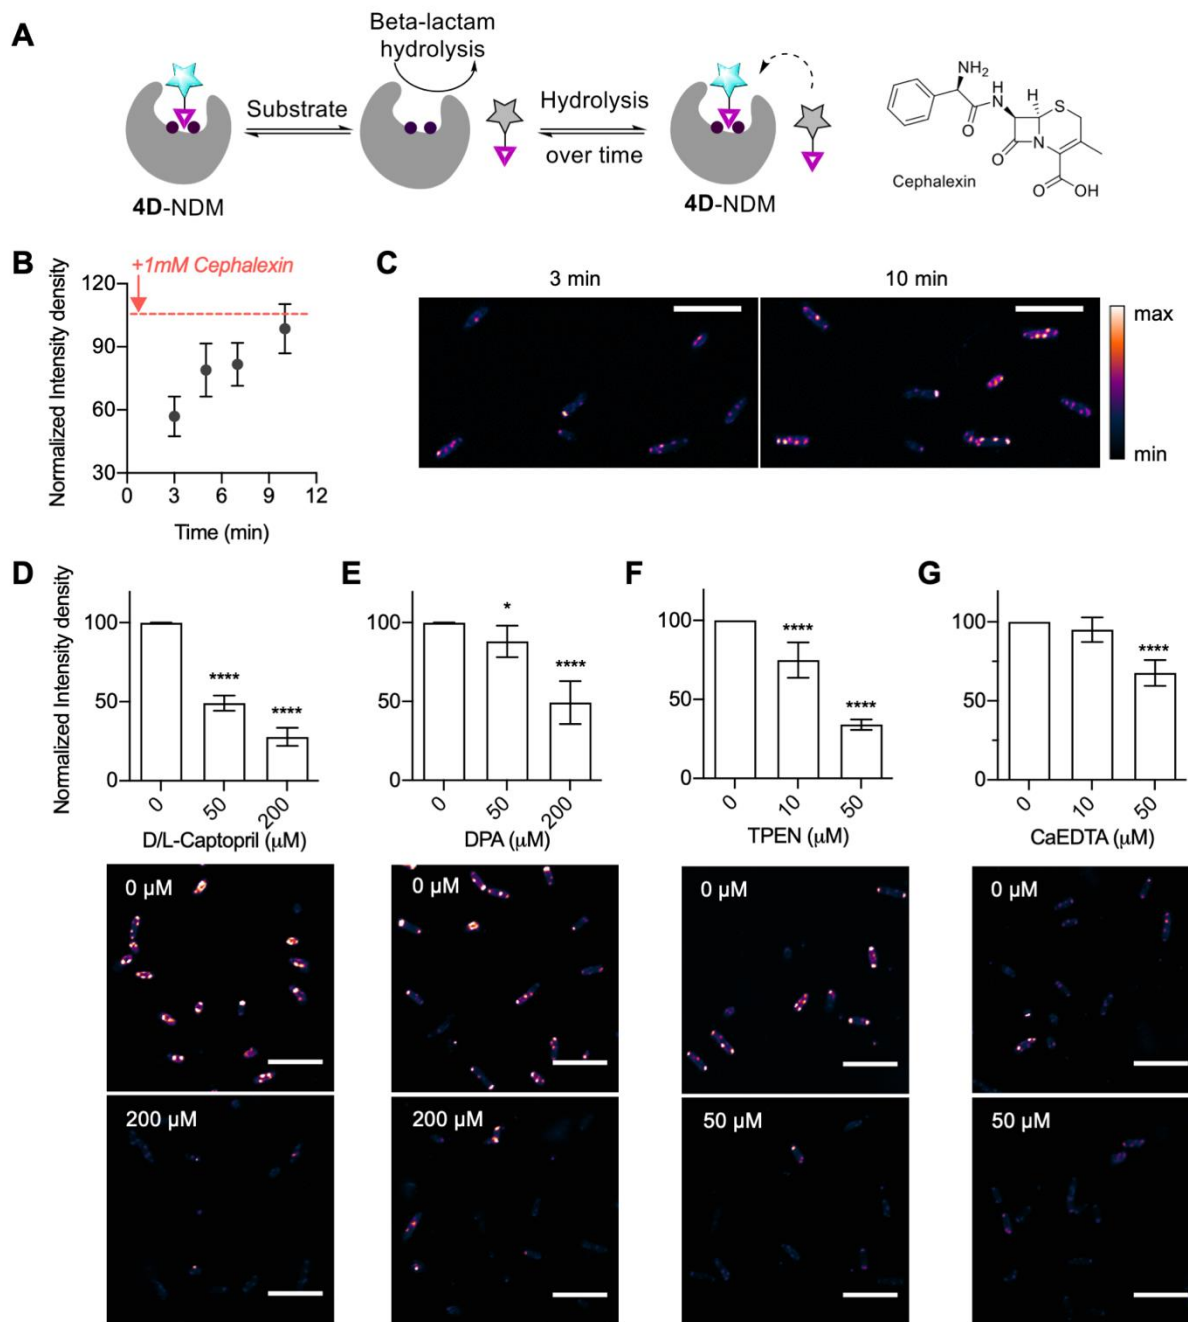 A
Beta-lactam
hydrolysis
Substrate
Hydrolysis
over time
4D-NDM
4D-NDM
NH₂
H
N
H
S
O
N
O
O
OH
Cephalexin
B
+1mM Cephalexin
Normalized Intensity density
120
90
60
30
0 3 6 9 12
Time (min)
C
3 min
10 min
max
min
D
Normalized Intensity density
100
50
0
****
****
0 50 200
D/L-Captopril (μM)
0 μM
200 μM
E
100
50
0
*
****
0 50 200
DPA (μM)
0 μM
200 μM
F
100
50
0
****
****
0 10 50
TPEN (μM)
0 μM
50 μM
G
100
50
0
****
0 10 50
CaEDTA (μM)
0 μM
50 μM